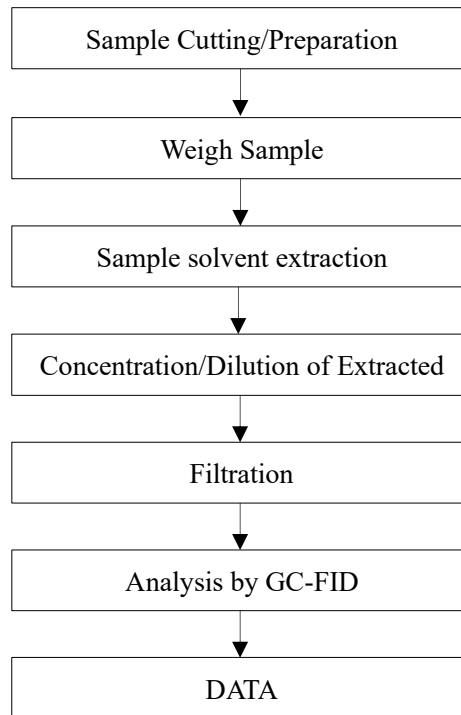 Sample Cutting/Preparation
Weigh Sample
Sample solvent extraction
Concentration/Dilution of Extracted
Filtration
Analysis by GC-FID
DATA